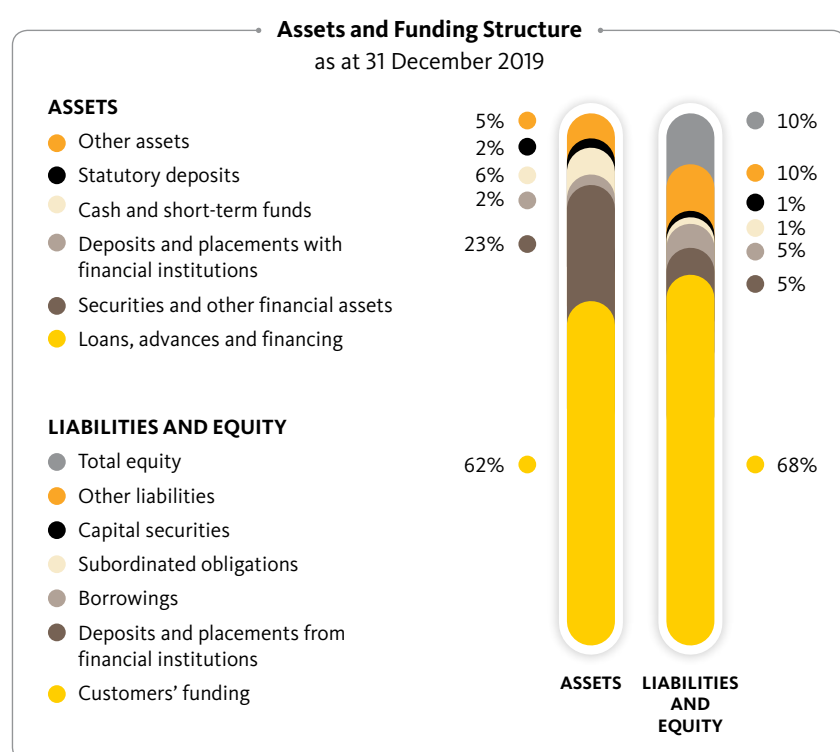 Assets and Funding Structure
as at 31 December 2019
ASSETS
Other assets
Statutory deposits
Cash and short-term funds
Deposits and placements with
financial institutions
Securities and other financial assets
Loans, advances and financing
LIABILITIES AND EQUITY
Total equity
Other liabilities
Capital securities
Subordinated obligations
Borrowings
Deposits and placements from
financial institutions
Customers’ funding
5%
2%
6%
2%
23%
62%
10%
10%
1%
1%
5%
5%
68%
ASSETS
LIABILITIES
AND
EQUITY